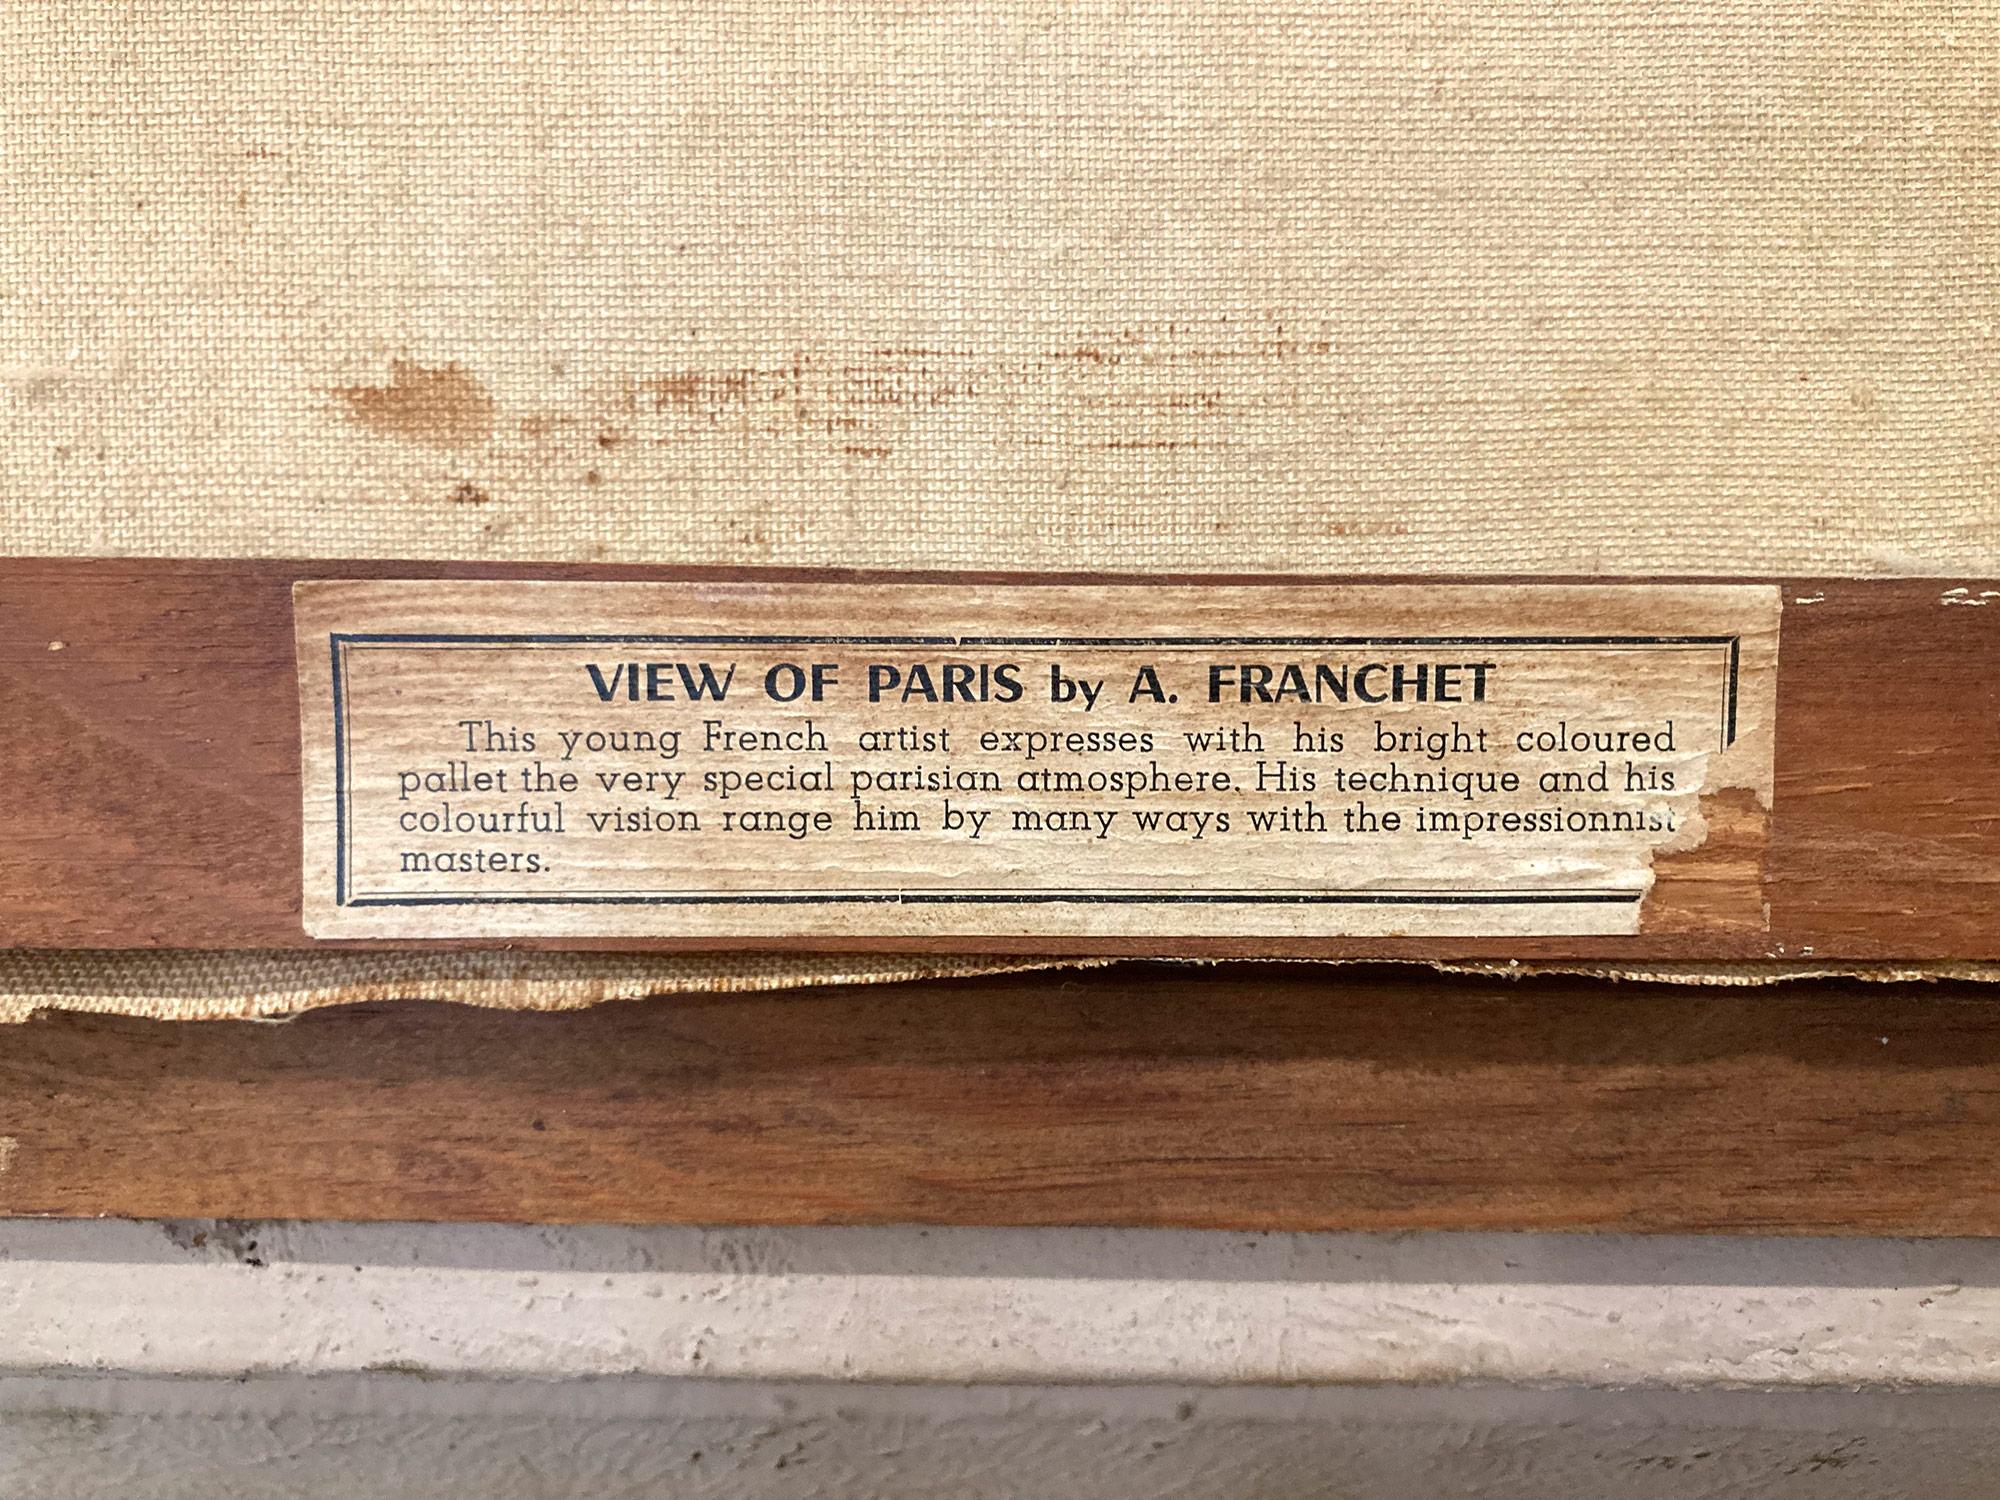 VIEW OF PARIS by A. FRANCHET
This young French artist expresses with his bright coloured
pallet the very special parisian atmosphere. His technique and his
colourful vision range him by many ways with the impressionnist
masters.